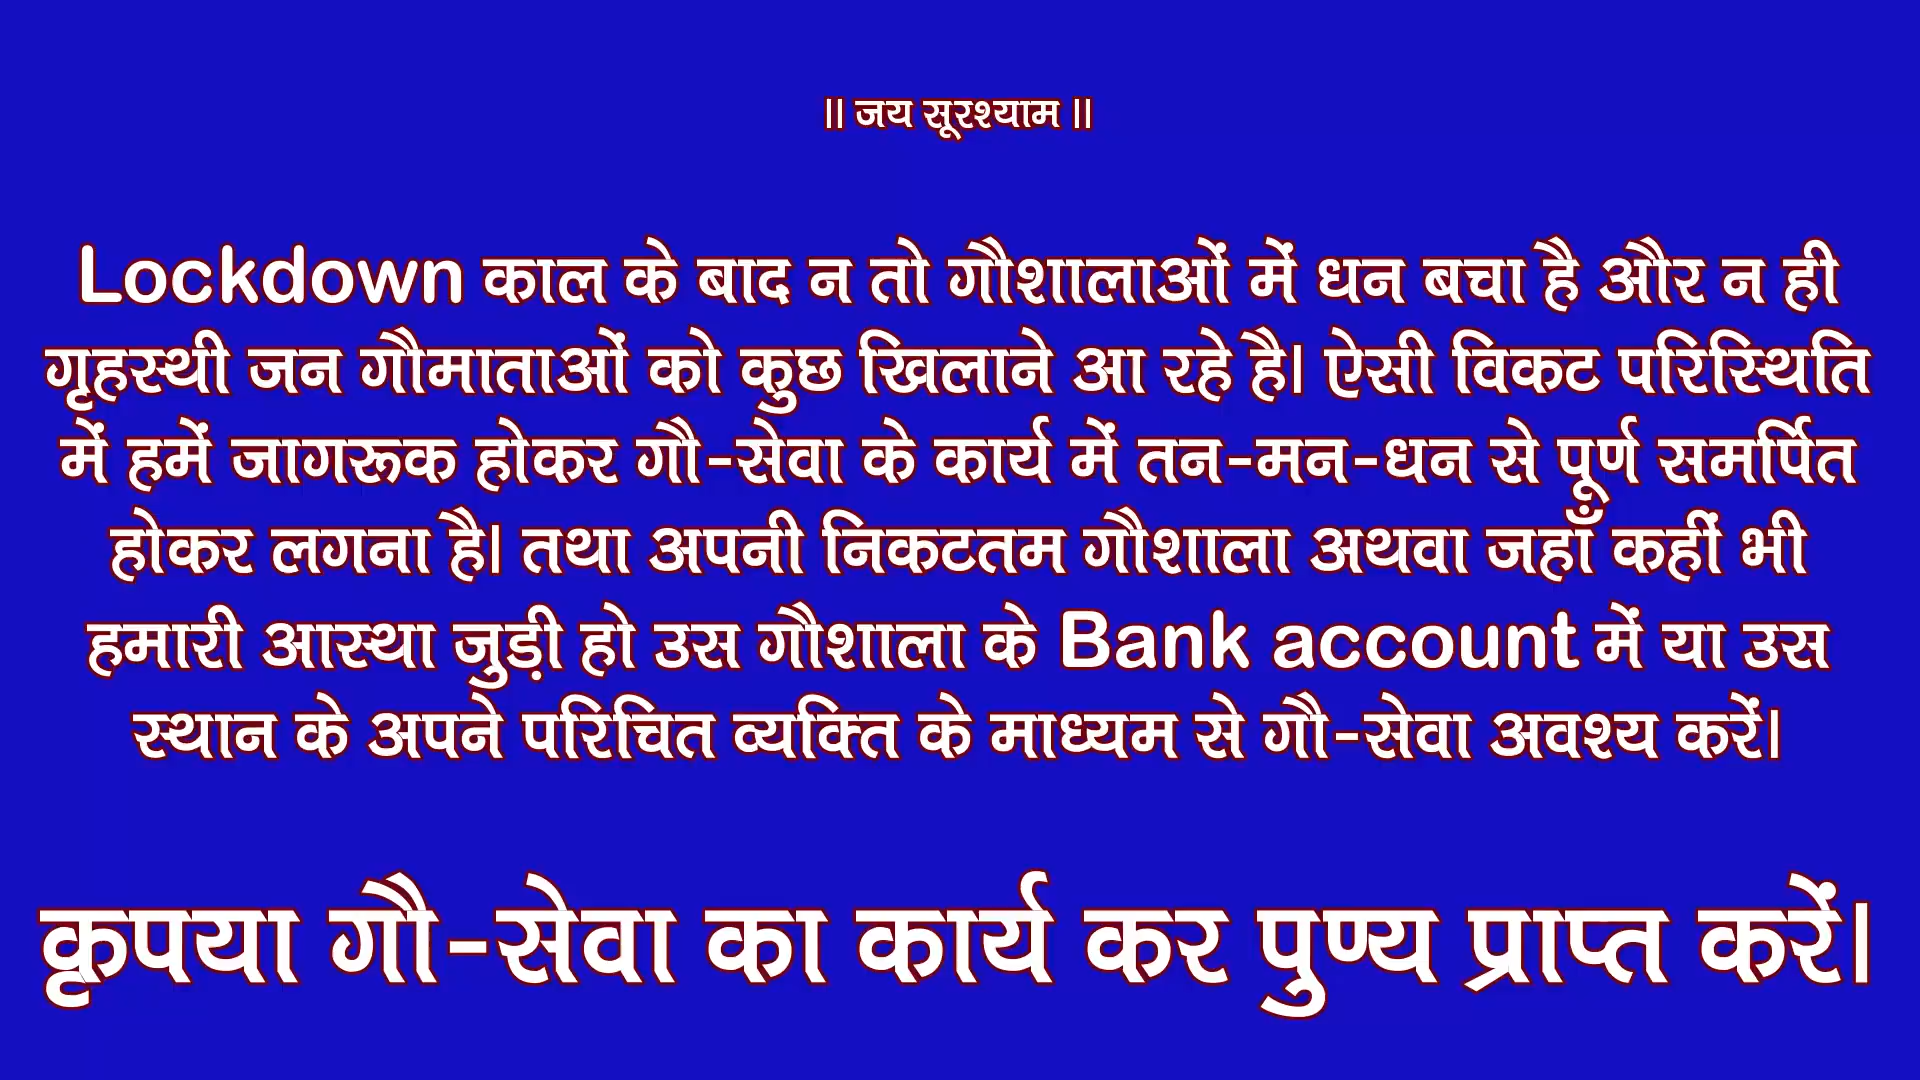 ॥ जय सूरश्याम ॥
Lockdown काल के बाद न तो गौशालाओं में धन बचा है और न ही
गृहस्थी जन गौमाताओं को कुछ खिलाने आ रहे है। ऐसी विकट परिस्थिति
में हमें जागरूक होकर गौ-सेवा के कार्य में तन-मन-धन से पूर्ण समर्पित
होकर लगना है। तथा अपनी निकटतम गौशाला अथवा जहाँ कहीं भी
हमारी आस्था जुड़ी हो उस गौशाला के Bank account में या उस
स्थान के अपने परिचित व्यक्ति के माध्यम से गौ-सेवा अवश्य करें।
कृपया गौ-सेवा का कार्य कर पुण्य प्राप्त करें।